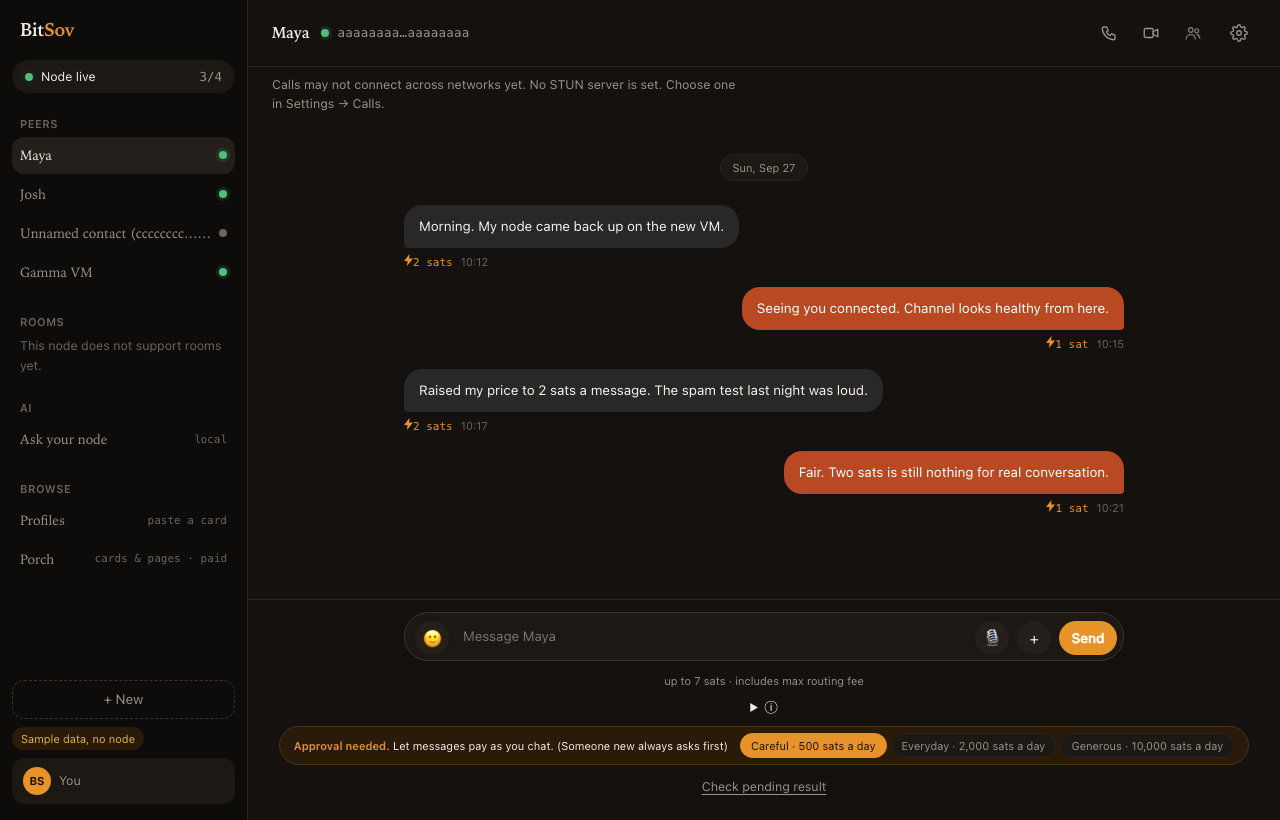 BitSov
Node live 3/4
PEERS
Maya
Josh
Unnamed contact (cccccccc...…
Gamma VM
ROOMS
This node does not support rooms
yet.
AI
Ask your node local
BROWSE
Profiles paste a card
Porch cards & pages · paid
+ New
Sample data, no node
BS You
Maya aaaaaaaa…aaaaaaaa
Calls may not connect across networks yet. No STUN server is set. Choose one
in Settings → Calls.
Sun, Sep 27
Morning. My node came back up on the new VM.
2 sats 10:12
Seeing you connected. Channel looks healthy from here.
1 sat 10:15
Raised my price to 2 sats a message. The spam test last night was loud.
2 sats 10:17
Fair. Two sats is still nothing for real conversation.
1 sat 10:21
Message Maya + Send
up to 7 sats · includes max routing fee
▶ ⓘ
Approval needed. Let messages pay as you chat. (Someone new always asks first) Careful · 500 sats a day Everyday · 2,000 sats a day Generous · 10,000 sats a day
Check pending result